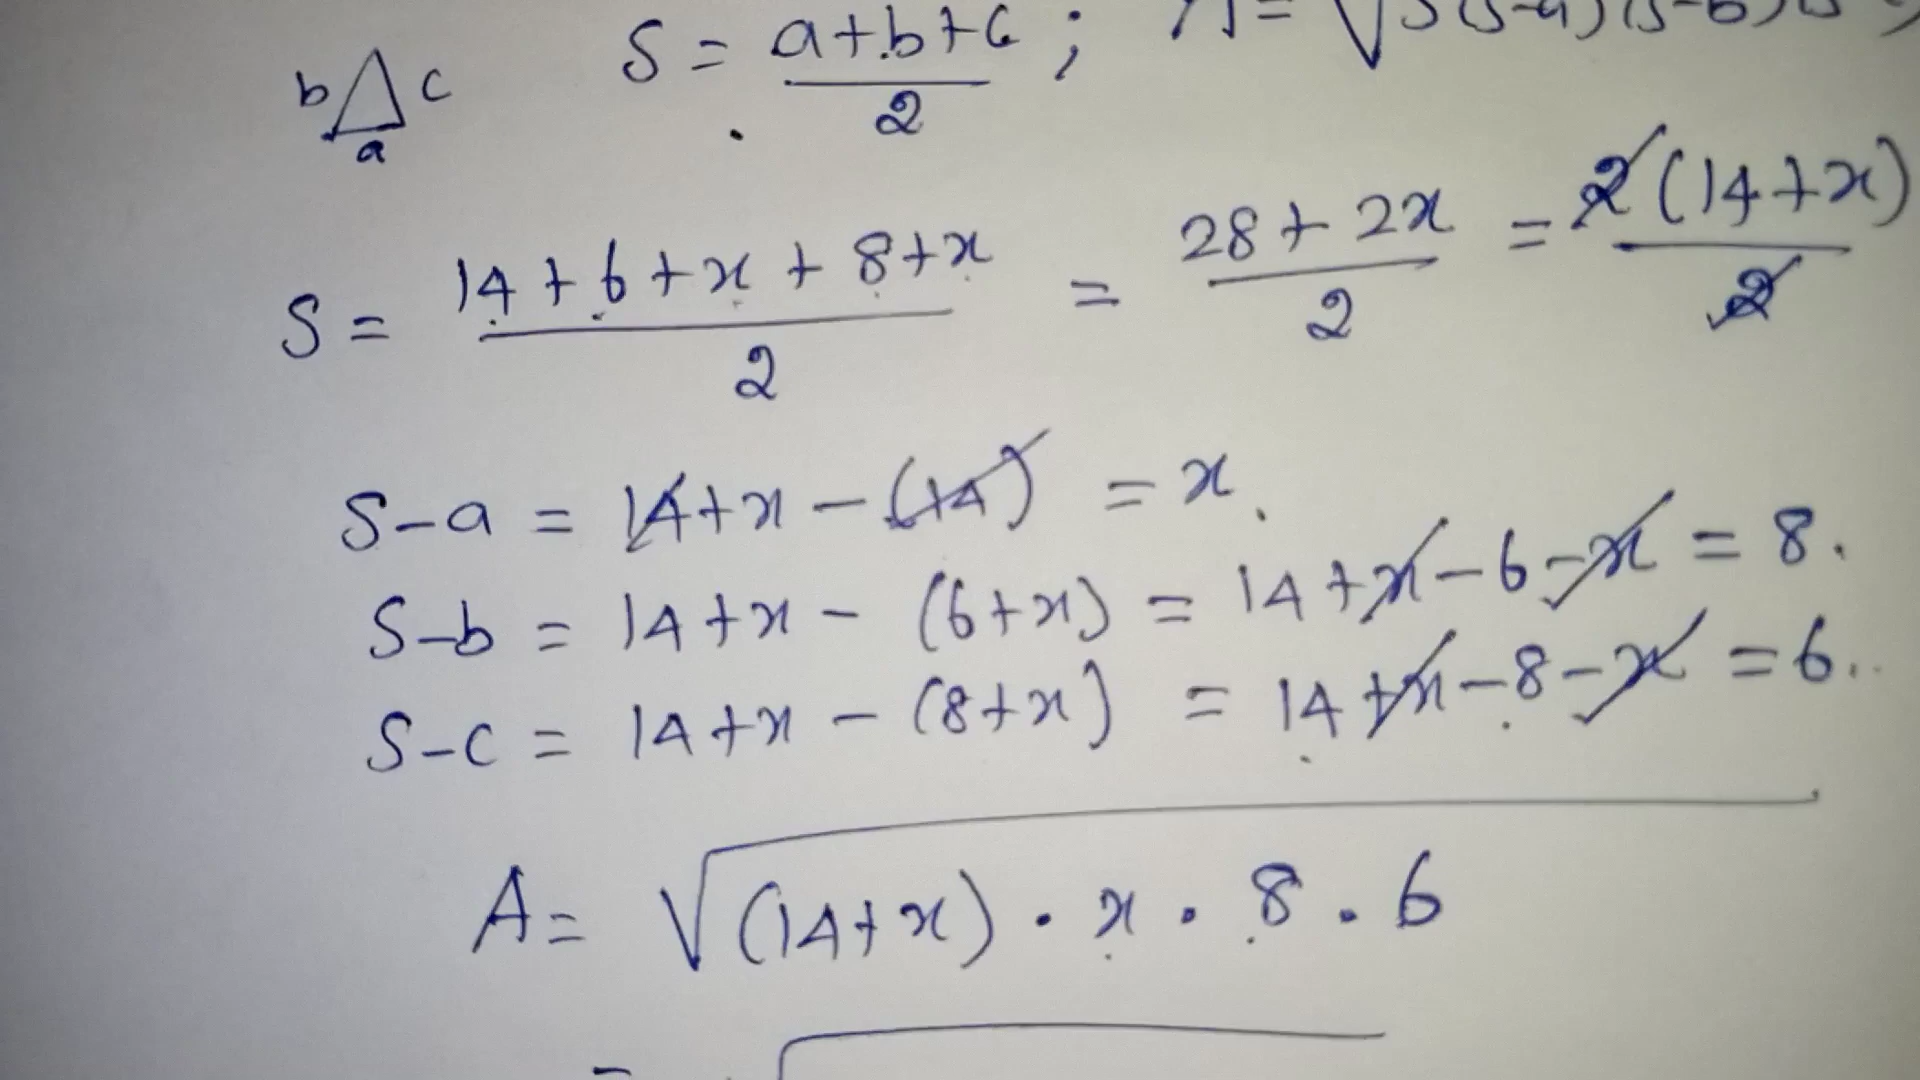 b c S = a+b+c/2 ; A = √S(S-a)(S-b)(S
a
S = 14 + 6 + x + 8 + x/2 = 28 + 2x/2 = 2(14+x)/2
S-a = 14+x - (14) = x.
S-b = 14+x - (6+x) = 14+x-6-x = 8.
S-c = 14+x - (8+x) = 14+x-8-x = 6.
A = √(14+x) · x · 8 · 6
=